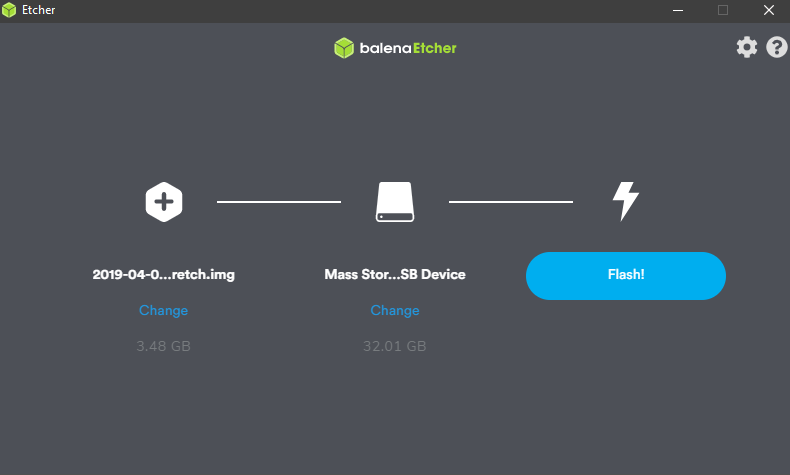 Etcher
balenaEtcher
2019-04-0...retch.img
Mass Stor...SB Device
Flash!
Change
Change
3.48 GB
32.01 GB